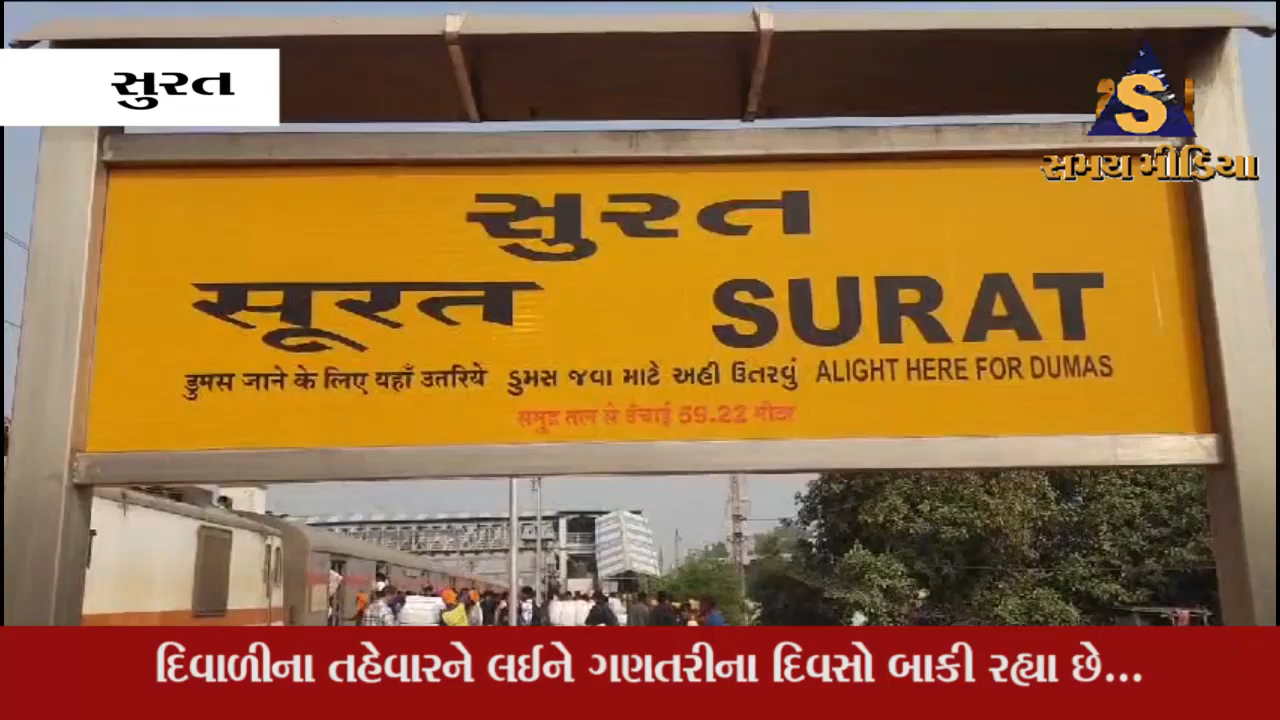 સુરત
S
સમય મીડિયા
સુરત
सूरत SURAT
डुमस जाने के लिए यहाँ उतरिये ડુમસ જવા માટે અહીં ઉતરવું ALIGHT HERE FOR DUMAS
समुद्र तल से ऊँचाई 59.22 मीटर
દિવાળીના તહેવારને લઈને ગણતરીના દિવસો બાકી રહ્યા છે...